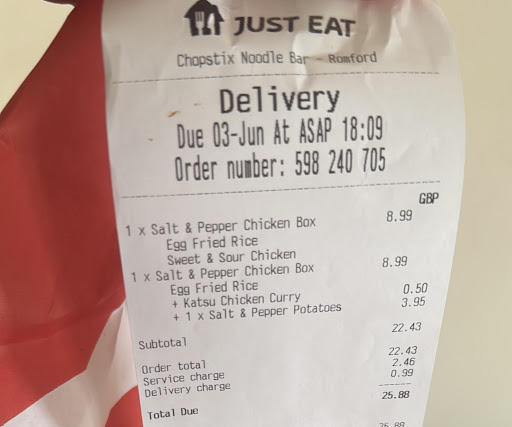 JUST EAT
Chopstix Noodle Bar - Romford
Delivery
Due 03-Jun At ASAP 18:09
Order number: 598 240 705
GBP
1 x Salt & Pepper Chicken Box 8.99
Egg Fried Rice
Sweet & Sour Chicken
1 x Salt & Pepper Chicken Box 8.99
Egg Fried Rice
+ Katsu Chicken Curry 0.50
+ 1 x Salt & Pepper Potatoes 3.95
Subtotal 22.43
Order total 22.43
Service charge 2.46
Delivery charge 0.99
Total Due 25.88